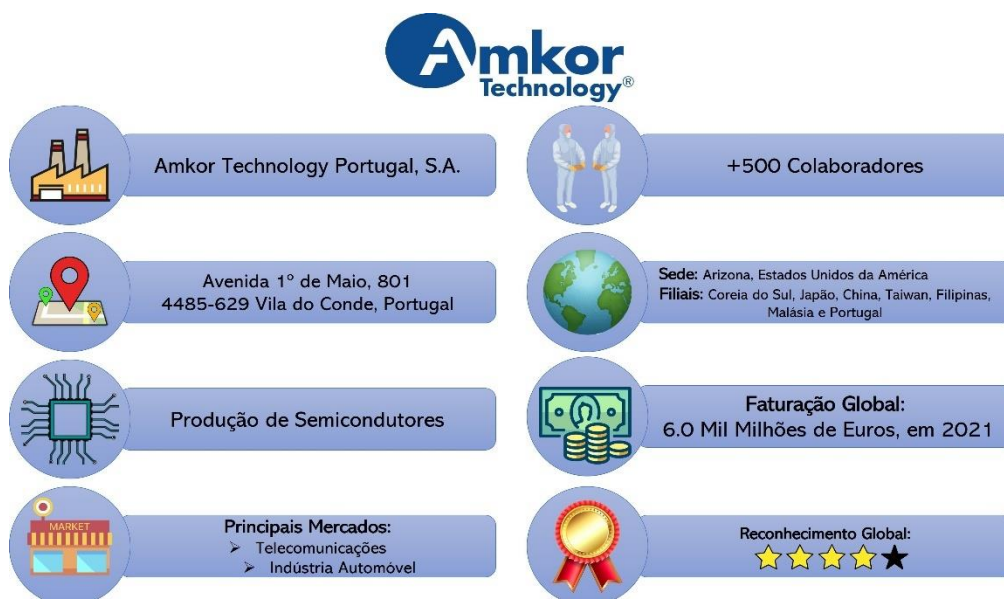 Amkor
Technology®
Amkor Technology Portugal, S.A.
+500 Colaboradores
Avenida 1º de Maio, 801
4485-629 Vila do Conde, Portugal
Sede: Arizona, Estados Unidos da América
Filiais: Coreia do Sul, Japão, China, Taiwan, Filipinas,
Malásia e Portugal
Produção de Semicondutores
Faturação Global:
6.0 Mil Milhões de Euros, em 2021
MARKET
Principais Mercados:
➢ Telecomunicações
➢ Indústria Automóvel
Reconhecimento Global: